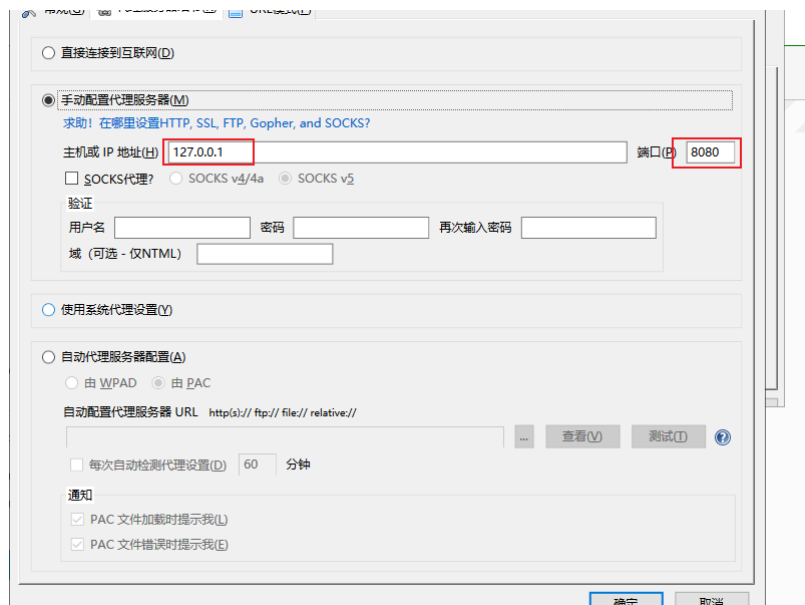 直接连接到互联网(D)
手动配置代理服务器(M)
求助！在哪里设置HTTP, SSL, FTP, Gopher, and SOCKS?
主机或 IP 地址(H) 127.0.0.1 端口(P) 8080
SOCKS代理? SOCKS v4/4a SOCKS v5
验证
用户名 密码 再次输入密码
域（可选 - 仅NTML）
使用系统代理设置(Y)
自动代理服务器配置(A)
由 WPAD 由 PAC
自动配置代理服务器 URL http(s):// ftp:// file:// relative://
... 查看(V) 测试(T) ?
每次自动检测代理设置(D) 60 分钟
通知
PAC 文件加载时提示我(L)
PAC 文件错误时提示我(E)
确定 取消